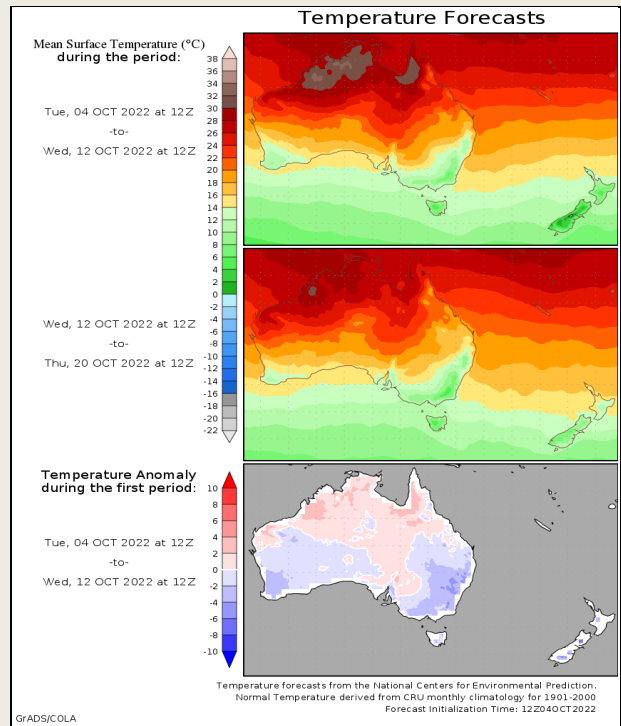 Temperature Forecasts
Mean Surface Temperature (°C)
during the period:
Tue, 04 OCT 2022 at 12Z
-to-
Wed, 12 OCT 2022 at 12Z
38
36
34
32
30
28
26
24
22
20
18
16
14
12
10
8
6
4
2
0
-2
-4
-6
-8
-10
-12
-14
-16
-18
-20
-22
Wed, 12 OCT 2022 at 12Z
-to-
Thu, 20 OCT 2022 at 12Z
Temperature Anomaly
during the first period:
Tue, 04 OCT 2022 at 12Z
-to-
Wed, 12 OCT 2022 at 12Z
10
8
6
4
2
0
-2
-4
-6
-8
-10
Temperature forecasts from the National Centers for Environmental Prediction.
Normal Temperature derived from CRU monthly climatology for 1901-2000
Forecast Initialization Time: 12Z04OCT2022
GrADS/COLA